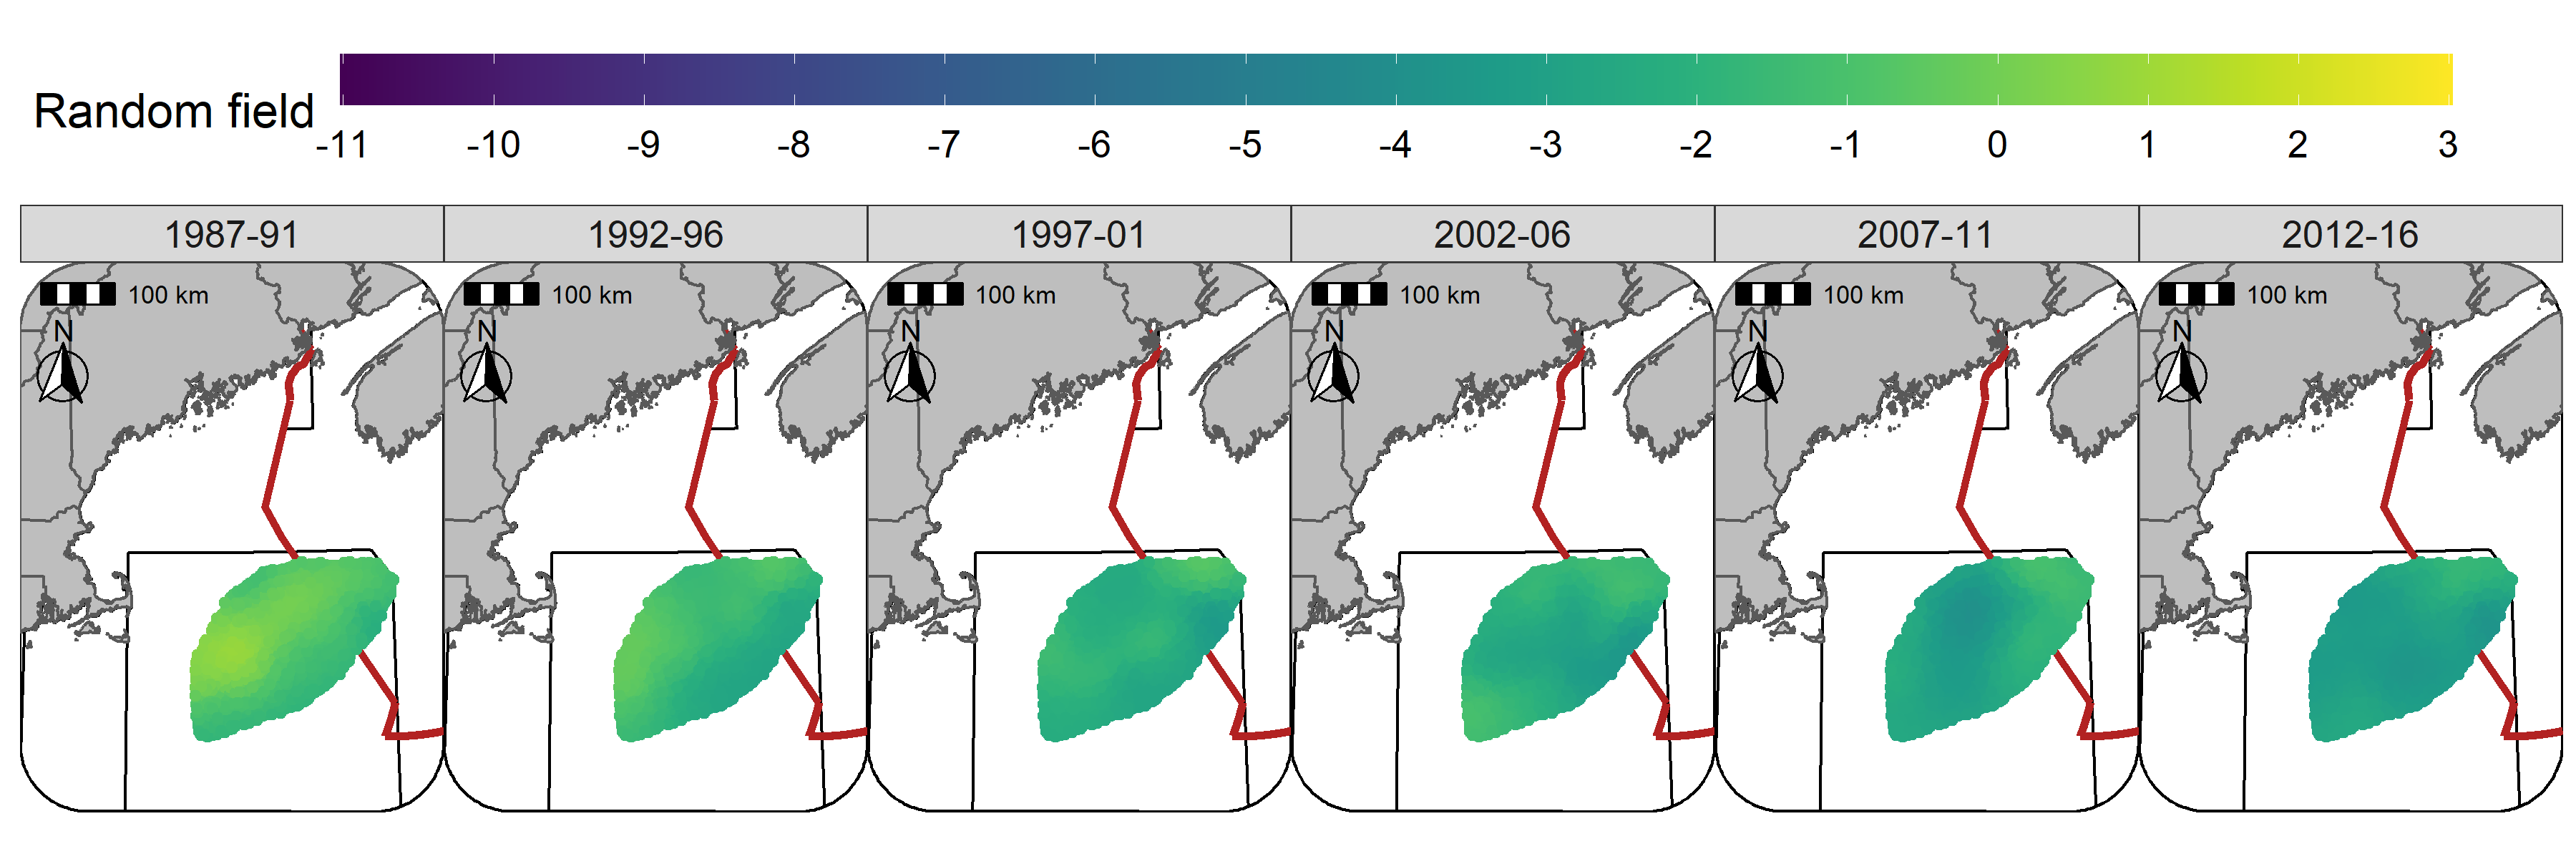 Random field
-11 -10 -9 -8 -7 -6 -5 -4 -3 -2 -1 0 1 2 3
1987-91 1992-96 1997-01 2002-06 2007-11 2012-16
100 km 100 km 100 km 100 km 100 km 100 km
N N N N N N